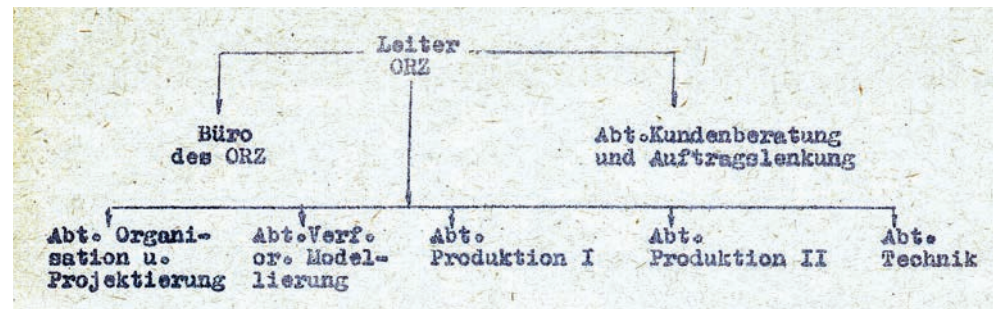 Leiter
ORZ
Büro
des ORZ
Abt.Kundenberatung
und Auftragslenkung
Abt. Organi-
sation u.
Projektierung
Abt.Verf.
or. Model-
lierung
Abt.
Produktion I
Abt.
Produktion II
Abt.
Technik